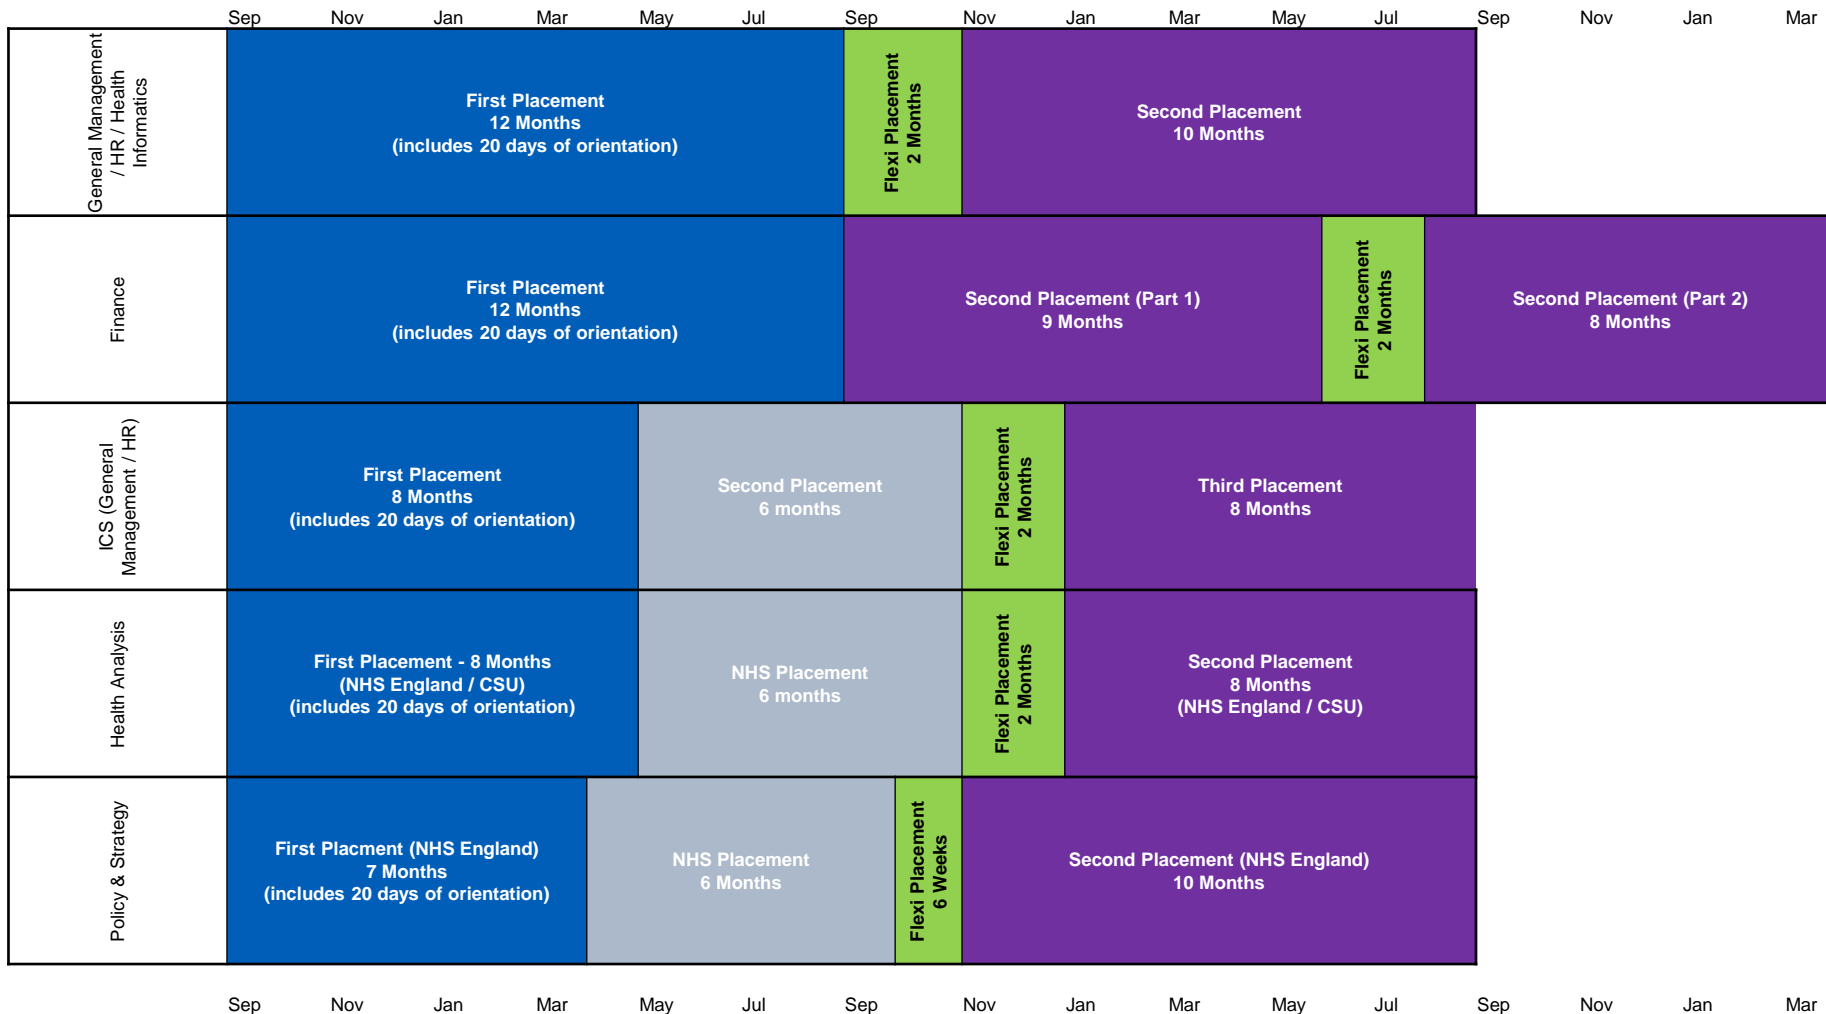 Sep Nov Jan Mar May Jul Sep Nov Jan Mar May Jul Sep Nov Jan Mar
General Management
/ HR / Health
Informatics
First Placement
12 Months
(includes 20 days of orientation)
Flexi Placement
2 Months
Second Placement
10 Months
Finance
First Placement
12 Months
(includes 20 days of orientation)
Second Placement (Part 1)
9 Months
Flexi Placement
2 Months
Second Placement (Part 2)
8 Months
ICS (General
Management / HR)
First Placement
8 Months
(includes 20 days of orientation)
Second Placement
6 months
Flexi Placement
2 Months
Third Placement
8 Months
Health Analysis
First Placement - 8 Months
(NHS England / CSU)
(includes 20 days of orientation)
NHS Placement
6 months
Flexi Placement
2 Months
Second Placement
8 Months
(NHS England / CSU)
Policy & Strategy
First Placment (NHS England)
7 Months
(includes 20 days of orientation)
NHS Placement
6 Months
Flexi Placement
6 Weeks
Second Placement (NHS England)
10 Months
Sep Nov Jan Mar May Jul Sep Nov Jan Mar May Jul Sep Nov Jan Mar